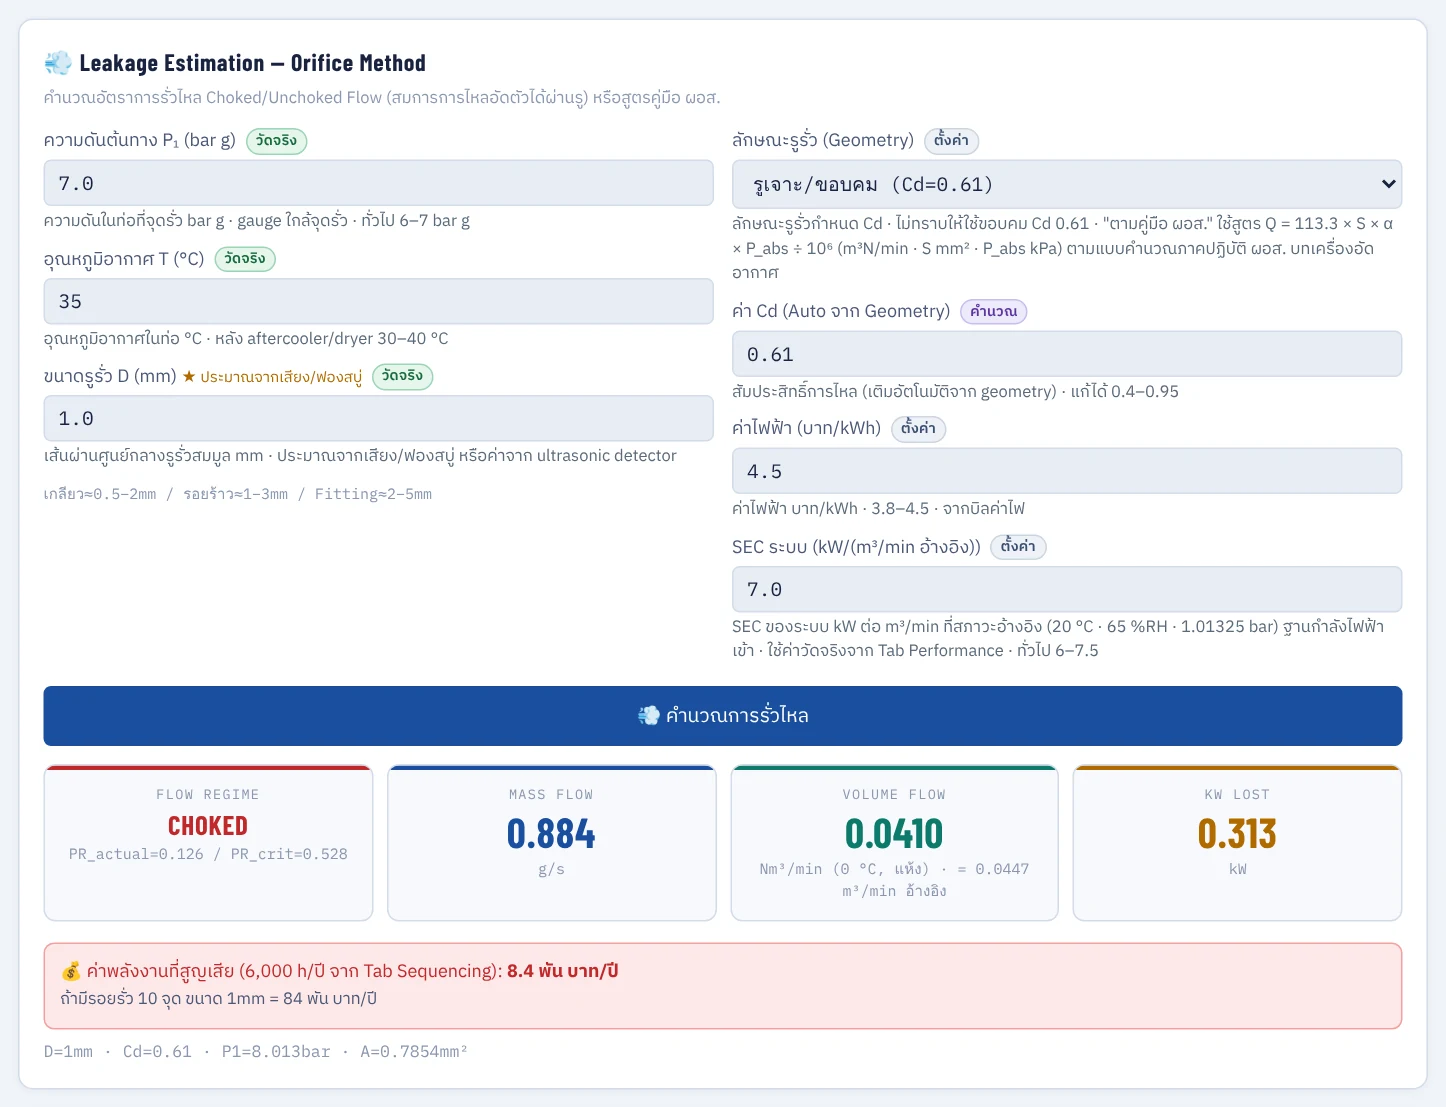 💨 Leakage Estimation — Orifice Method
คำนวณอัตราการรั่วไหล Choked/Unchoked Flow (สมการการไหลอัดตัวได้ผ่านรู) หรือสูตรคู่มือ ผอส.
ความดันต้นทาง P₁ (bar g) วัดจริง
7.0
ความดันในท่อที่จุดรั่ว bar g · gauge ใกล้จุดรั่ว · ทั่วไป 6–7 bar g
อุณหภูมิอากาศ T (°C) วัดจริง
35
อุณหภูมิอากาศในท่อ °C · หลัง aftercooler/dryer 30–40 °C
ขนาดรูรั่ว D (mm) ★ ประมาณจากเสียง/ฟองสบู่ วัดจริง
1.0
เส้นผ่านศูนย์กลางรูรั่วสมมูล mm · ประมาณจากเสียง/ฟองสบู่ หรือค่าจาก ultrasonic detector
เกลียว≈0.5–2mm / รอยร้าว≈1–3mm / Fitting≈2–5mm
ลักษณะรูรั่ว (Geometry) ตั้งค่า
รูเจาะ/ขอบคม (Cd=0.61)
ลักษณะรูรั่วกำหนด Cd · ไม่ทราบให้ใช้ขอบคม Cd 0.61 · "ตามคู่มือ ผอส." ใช้สูตร Q = 113.3 × S × α
× P_abs ÷ 10⁶ (m³N/min · S mm² · P_abs kPa) ตามแบบคำนวณภาคปฏิบัติ ผอส. บทเครื่องอัด
อากาศ
ค่า Cd (Auto จาก Geometry) คำนวณ
0.61
สัมประสิทธิ์การไหล (เติมอัตโนมัติจาก geometry) · แก้ได้ 0.4–0.95
ค่าไฟฟ้า (บาท/kWh) ตั้งค่า
4.5
ค่าไฟฟ้า บาท/kWh · 3.8–4.5 · จากบิลค่าไฟ
SEC ระบบ (kW/(m³/min อ้างอิง)) ตั้งค่า
7.0
SEC ของระบบ kW ต่อ m³/min ที่สภาวะอ้างอิง (20 °C · 65 %RH · 1.01325 bar) ฐานกำลังไฟฟ้า
เข้า · ใช้ค่าวัดจริงจาก Tab Performance · ทั่วไป 6–7.5
💨 คำนวณการรั่วไหล
FLOW REGIME
CHOKED
PR_actual=0.126 / PR_crit=0.528
MASS FLOW
0.884
g/s
VOLUME FLOW
0.0410
Nm³/min (0 °C, แห้ง) · = 0.0447
m³/min อ้างอิง
KW LOST
0.313
kW
💰 ค่าพลังงานที่สูญเสีย (6,000 h/ปี จาก Tab Sequencing): 8.4 พัน บาท/ปี
ถ้ามีรอยรั่ว 10 จุด ขนาด 1mm = 84 พัน บาท/ปี
D=1mm · Cd=0.61 · P1=8.013bar · A=0.7854mm²